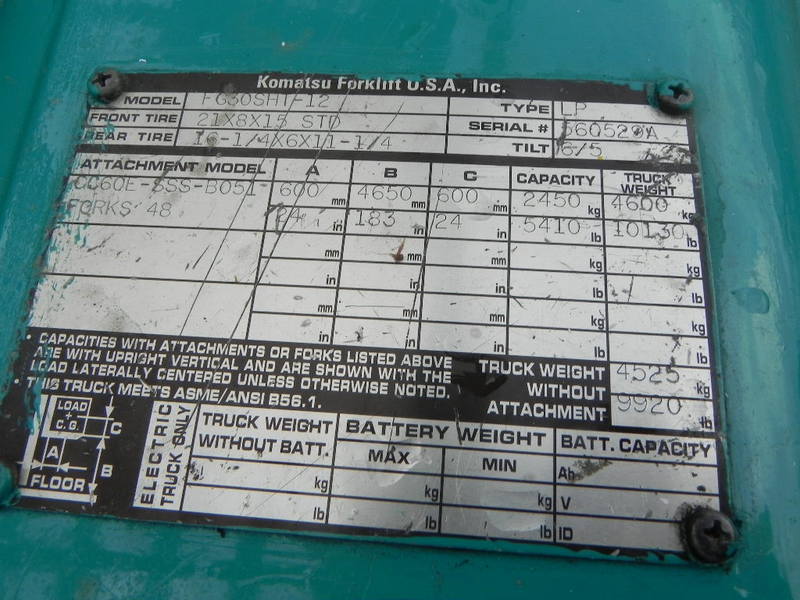 Komatsu Forklift U.S.A., Inc.
MODEL FG30SHT-12 TYPE LP
FRONT TIRE 21X8X15 STD SERIAL # 560529A
REAR TIRE 16-1/4X6X11-1/4 TILT 6/5
ATTACHMENT MODEL A B C CAPACITY TRUCK WEIGHT
CC60E-SSS-B051- 600 mm 4650 mm 600 mm 2450 kg 4600 kg
FORKS 48 24 in 183 in 24 in 5410 lb 10130 lb
mm mm mm kg kg
in in in lb lb
mm mm mm kg kg
in in in lb lb
• CAPACITIES WITH ATTACHMENTS OR FORKS LISTED ABOVE
ARE WITH UPRIGHT VERTICAL AND ARE SHOWN WITH THE
LOAD LATERALLY CENTERED UNLESS OTHERWISE NOTED.
• THIS TRUCK MEETS ASME/ANSI B56.1.
TRUCK WEIGHT WITHOUT ATTACHMENT 4525 kg
9920 lb
LOAD
+
C.G.
C
A
B
FLOOR
ELECTRIC TRUCK ONLY
TRUCK WEIGHT WITHOUT BATT. BATTERY WEIGHT BATT. CAPACITY
MAX MIN
Ah
kg kg kg V
lb lb lb ID